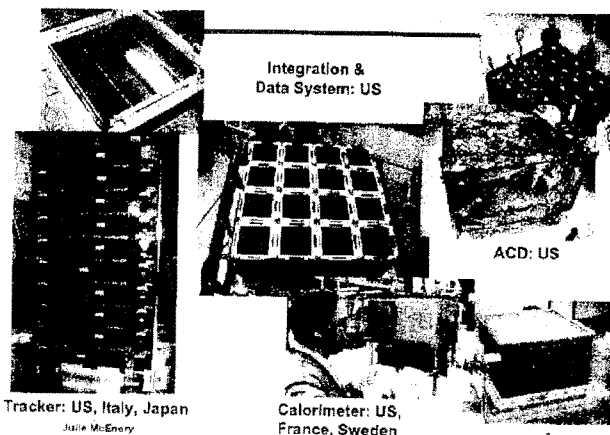 Integration &
Data System: US
ACD: US
Tracker: US, Italy, Japan
Julie McEnery
Calorimeter: US,
France, Sweden